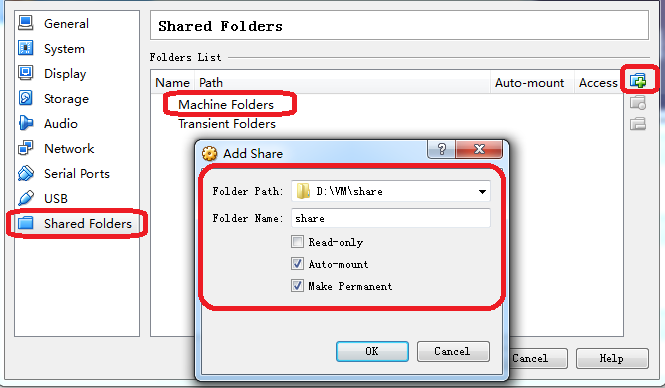 General
System
Display
Storage
Audio
Network
Serial Ports
USB
Shared Folders
Shared Folders
Folders List
Name Path Auto-mount Access
Machine Folders
Transient Folders
Add Share
Folder Path: D:\VM\share
Folder Name: share
Read-only
Auto-mount
Make Permanent
OK Cancel
Cancel Help